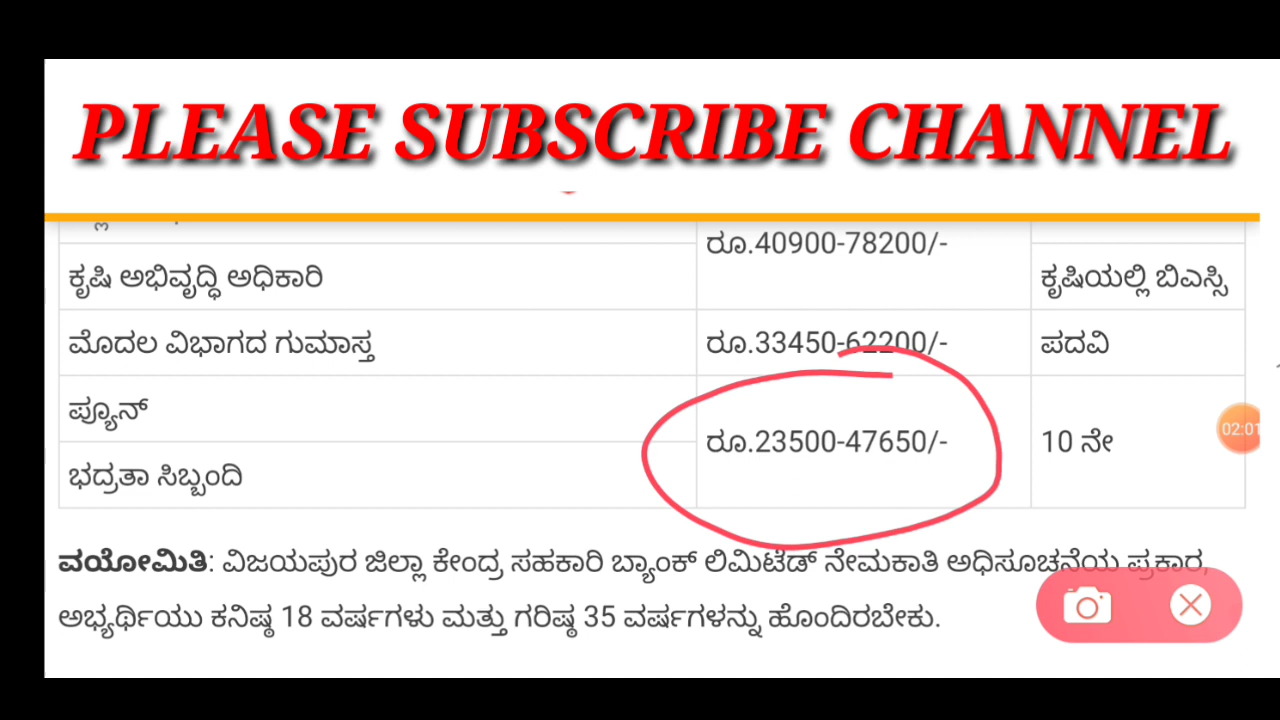 PLEASE SUBSCRIBE CHANNEL
ರೂ.40900-78200/-
ಕೃಷಿ ಅಭಿವೃದ್ಧಿ ಅಧಿಕಾರಿ ಕೃಷಿಯಲ್ಲಿ ಬಿಎಸ್ಸಿ
ಮೊದಲ ವಿಭಾಗದ ಗುಮಾಸ್ತ ರೂ.33450-62200/- ಪದವಿ
ಪ್ಯೂನ್
ರೂ.23500-47650/- 10 ನೇ
ಭದ್ರತಾ ಸಿಬ್ಬಂದಿ
ವಯೋಮಿತಿ: ವಿಜಯಪುರ ಜಿಲ್ಲಾ ಕೇಂದ್ರ ಸಹಕಾರಿ ಬ್ಯಾಂಕ್ ಲಿಮಿಟೆಡ್ ನೇಮಕಾತಿ ಅಧಿಸೂಚನೆಯ ಪ್ರಕಾರ,
ಅಭ್ಯರ್ಥಿಯು ಕನಿಷ್ಠ 18 ವರ್ಷಗಳು ಮತ್ತು ಗರಿಷ್ಠ 35 ವರ್ಷಗಳನ್ನು ಹೊಂದಿರಬೇಕು.
02:01